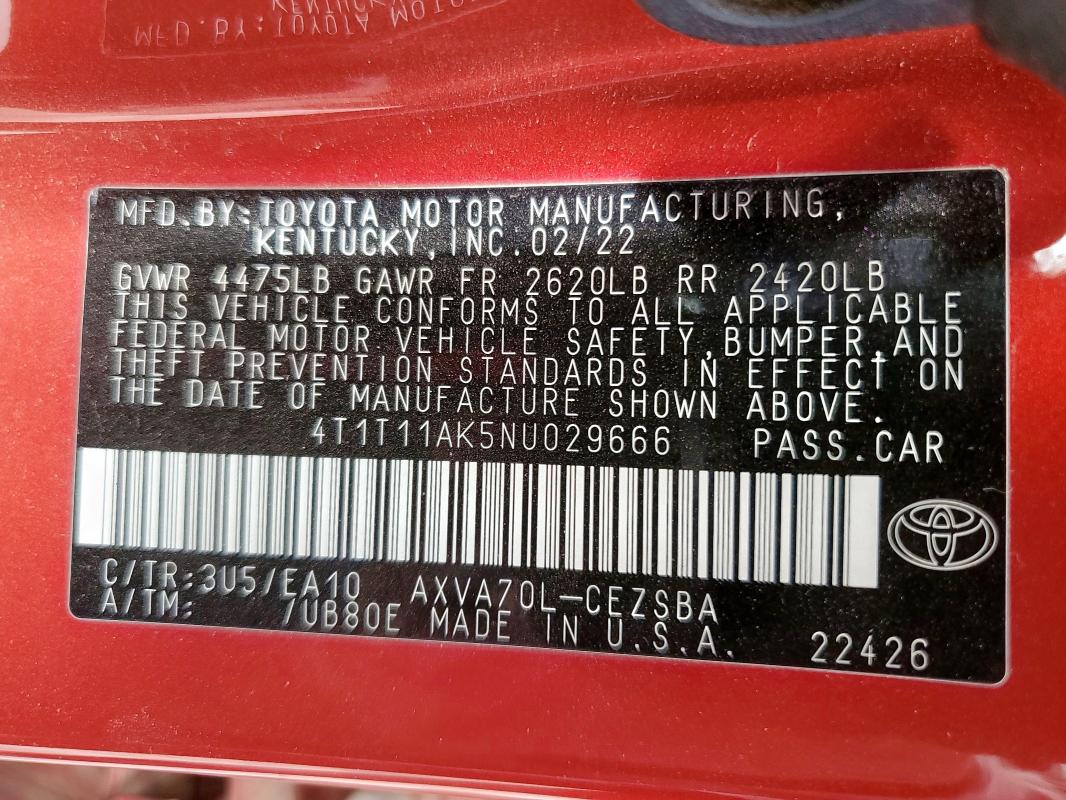 MFD.BY:TOYOTA MOTOR MANUFACTURING,
KENTUCKY,INC.02/22
GVWR 4475LB GAWR FR 2620LB RR 2420LB
THIS VEHICLE CONFORMS TO ALL APPLICABLE
FEDERAL MOTOR VEHICLE SAFETY,BUMPER,AND
THEFT PREVENTION STANDARDS IN EFFECT ON
THE DATE OF MANUFACTURE SHOWN ABOVE.
4T1T11AK5NU029666 PASS.CAR
C/TR:3U5/EA10 AXVA70L-CEZSBA
A/TM: /UB80E MADE IN U.S.A. 22426